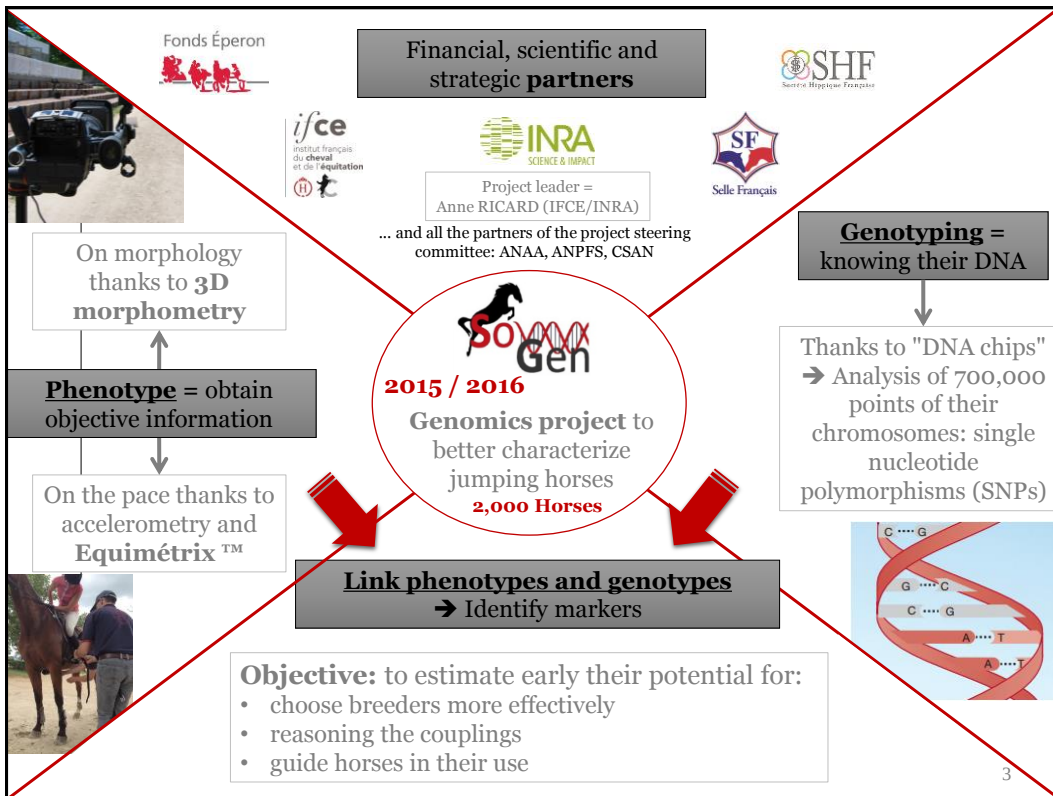 Fonds Éperon
Financial, scientific and
strategic partners
SHF
Société Hippique Française
ifce
institut français
du cheval
et de l'équitation
INRA
SCIENCE & IMPACT
SF
Selle Français
Project leader =
Anne RICARD (IFCE/INRA)
... and all the partners of the project steering
committee: ANAA, ANPFS, CSAN
On morphology
thanks to 3D
morphometry
Phenotype = obtain
objective information
On the pace thanks to
accelerometry and
Equimétrix ™
SoGen
2015 / 2016
Genomics project to
better characterize
jumping horses
2,000 Horses
Genotyping =
knowing their DNA
Thanks to "DNA chips"
➔ Analysis of 700,000
points of their
chromosomes: single
nucleotide
polymorphisms (SNPs)
C ···· G
G ···· C
C ···· G
A ···· T
A ···· T
Link phenotypes and genotypes
➔ Identify markers
Objective: to estimate early their potential for:
• choose breeders more effectively
• reasoning the couplings
• guide horses in their use
3